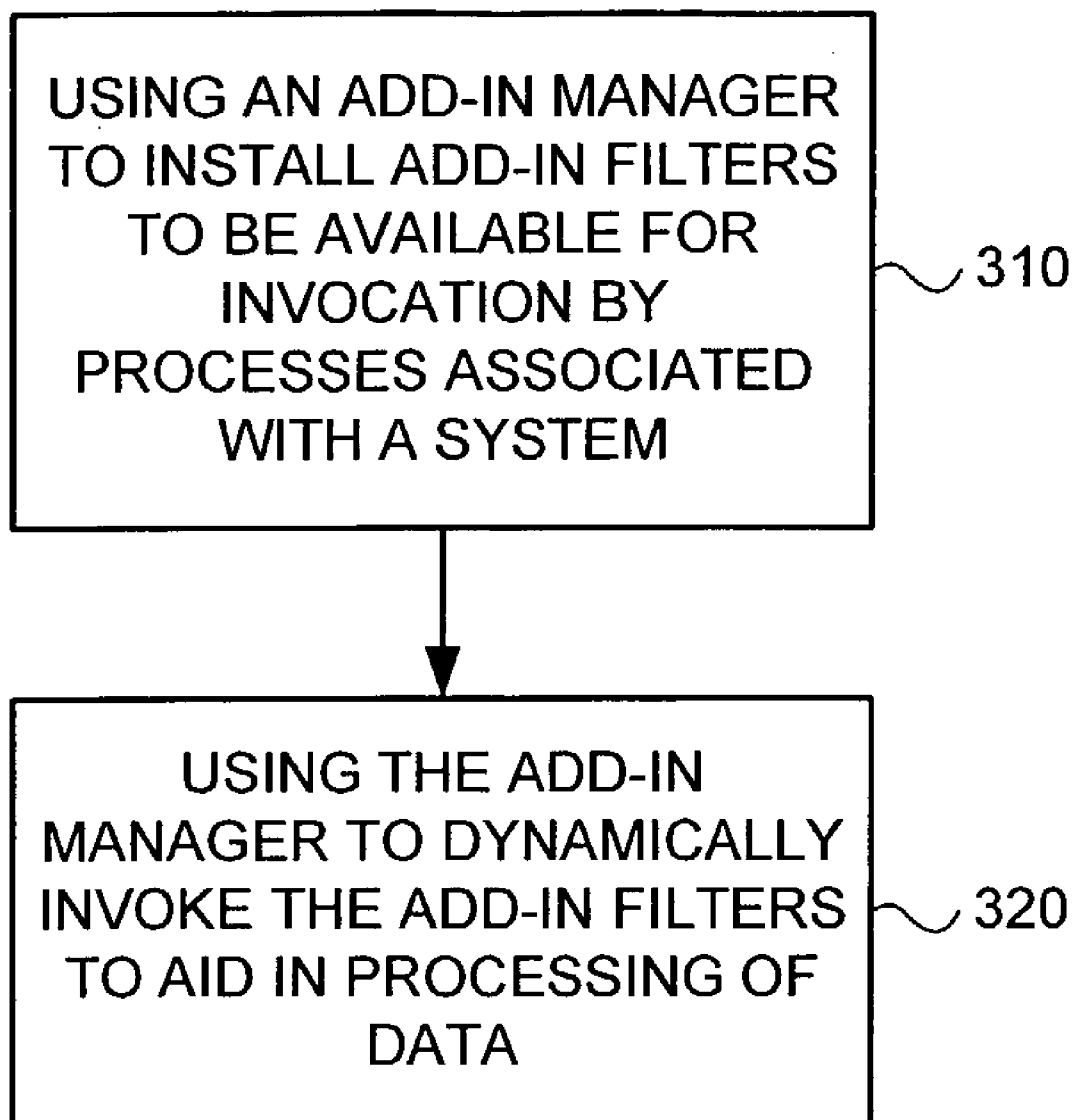 USING AN ADD-IN MANAGER
TO INSTALL ADD-IN FILTERS
TO BE AVAILABLE FOR
INVOCATION BY
PROCESSES ASSOCIATED
WITH A SYSTEM
310
USING THE ADD-IN
MANAGER TO DYNAMICALLY
INVOKE THE ADD-IN FILTERS
TO AID IN PROCESSING OF
DATA
320